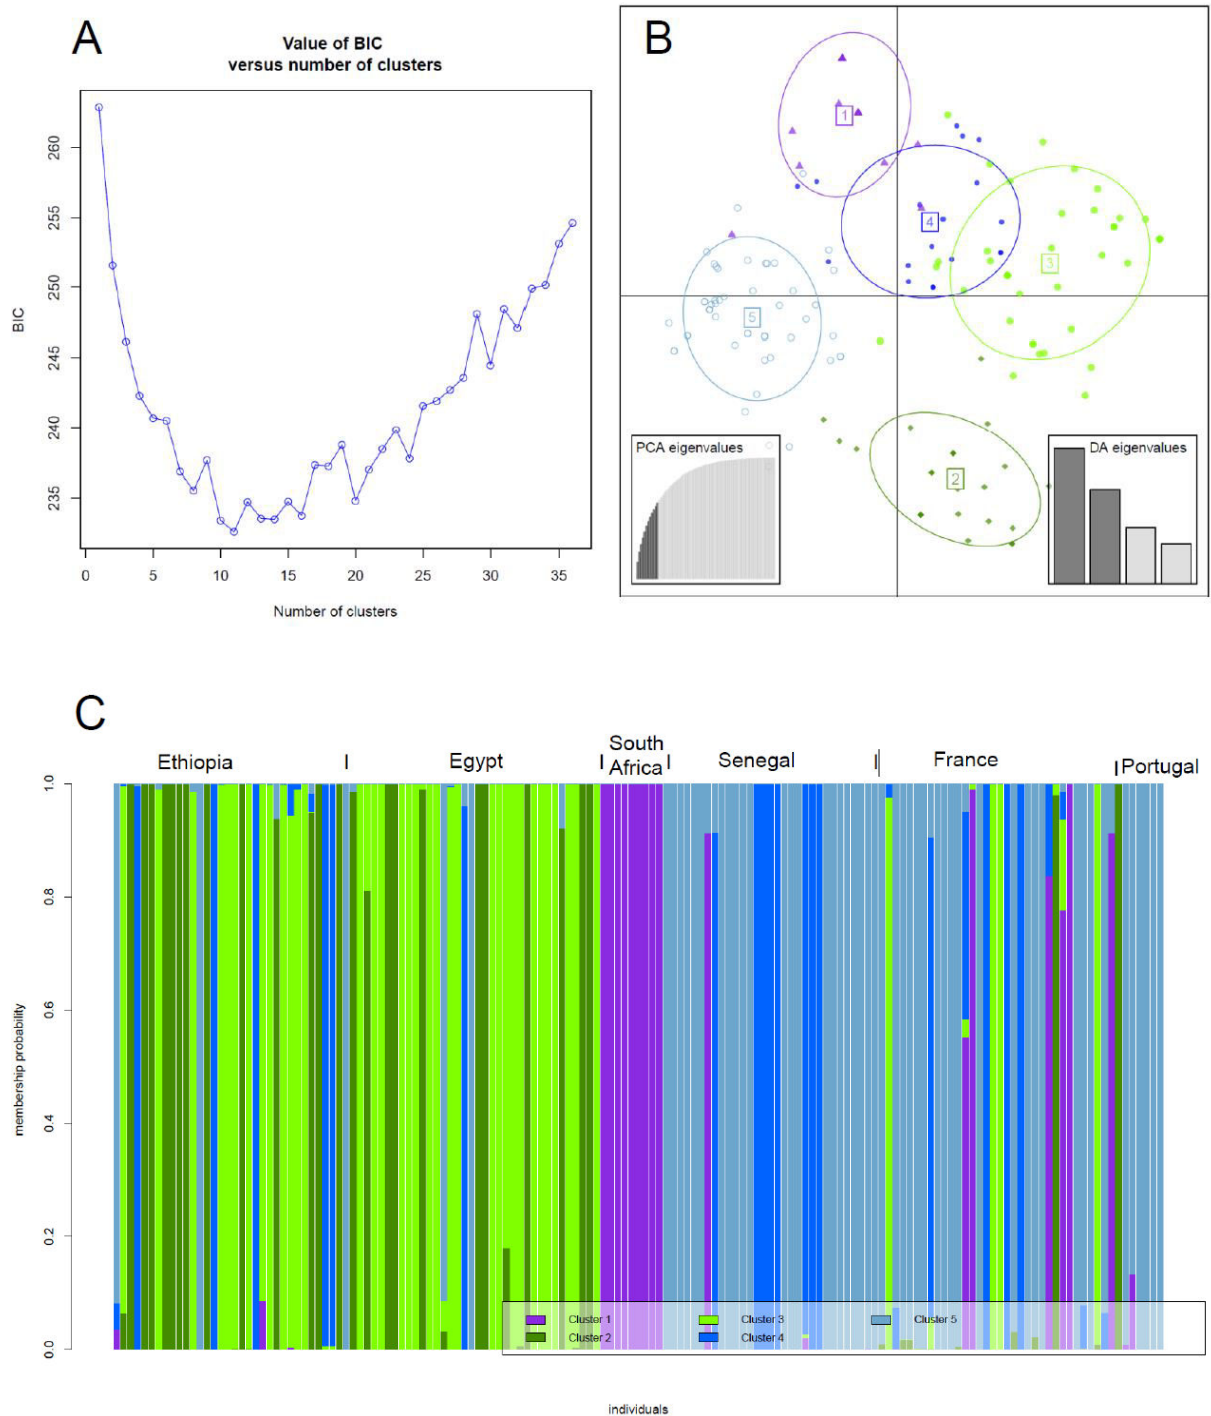 A
Value of BIC
versus number of clusters
BIC
260
255
250
245
240
235
0 5 10 15 20 25 30 35
Number of clusters
B
1
4
3
5
2
PCA eigenvalues
DA eigenvalues
C
Ethiopia | Egypt | South Africa | Senegal | France | Portugal
membership probability
1.0
0.8
0.6
0.4
0.2
0.0
Cluster 1 Cluster 3 Cluster 5
Cluster 2 Cluster 4
individuals